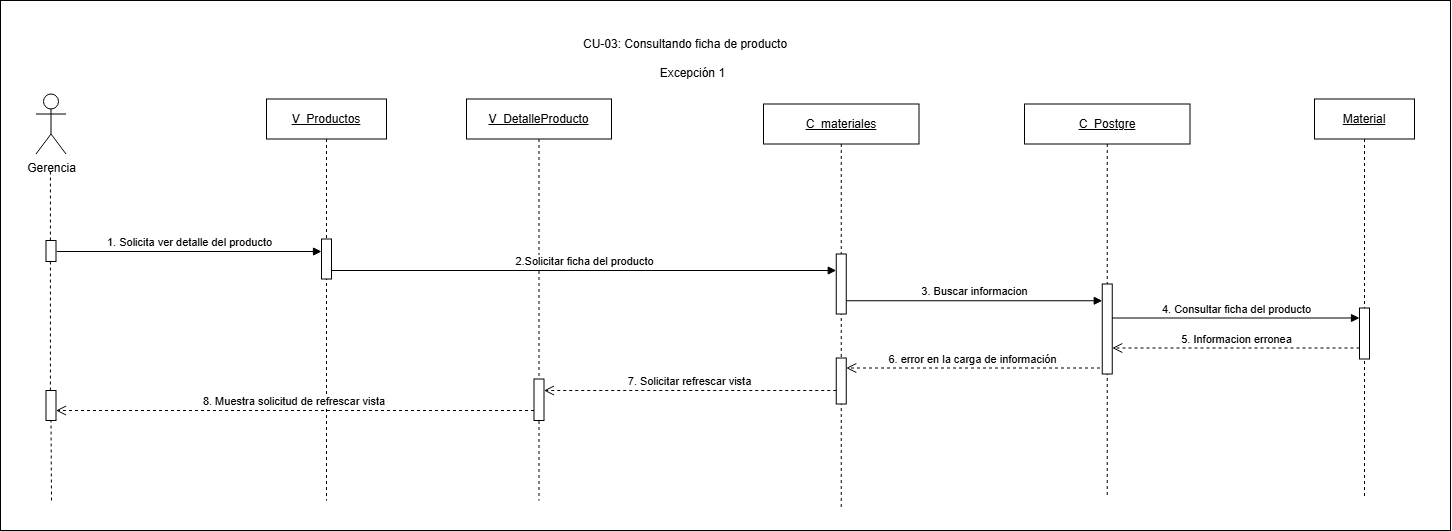 CU-03: Consultando ficha de producto
Excepción 1
Gerencia
V_Productos
V_DetalleProducto
C_materiales
C_Postgre
Material
1. Solicita ver detalle del producto
2.Solicitar ficha del producto
3. Buscar informacion
4. Consultar ficha del producto
5. Informacion erronea
6. error en la carga de información
7. Solicitar refrescar vista
8. Muestra solicitud de refrescar vista